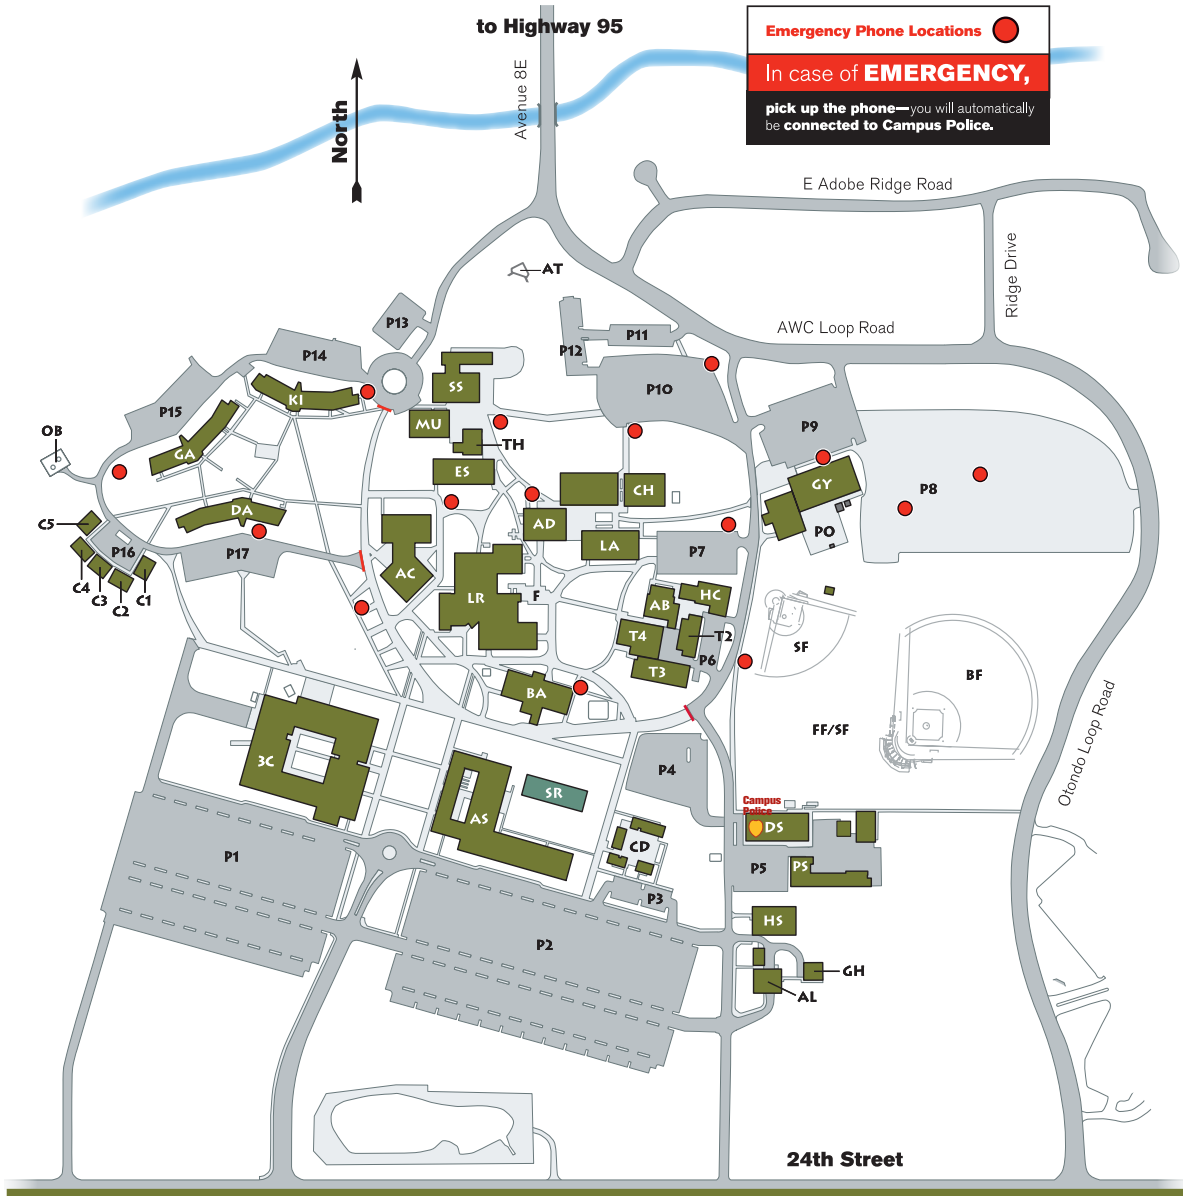 to Highway 95
Emergency Phone Locations
In case of EMERGENCY,
pick up the phone—you will automatically
be connected to Campus Police.
Avenue 8E
North
E Adobe Ridge Road
Ridge Drive
AT
AWC Loop Road
P13
P11
P12
P14
P10
SS
KI
P15
MU
P9
OB
TH
GA
ES
GY
CH
P8
DA
C5
AD
PO
LA
P16
P17
P7
AC
C4
C3
C2
C1
LR
F
HC
AB
T4
T2
SF
P6
T3
BF
BA
FF/SF
Otondo Loop Road
3C
P4
SR
Campus
Police
AS
DS
CD
P1
P5
PS
P3
HS
P2
GH
AL
24th Street